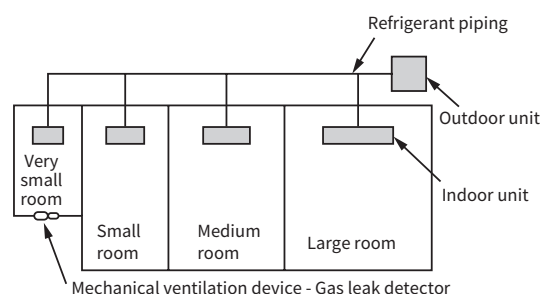 Refrigerant piping
Outdoor unit
Indoor unit
Very
small
room
Small
room
Medium
room
Large room
Mechanical ventilation device - Gas leak detector